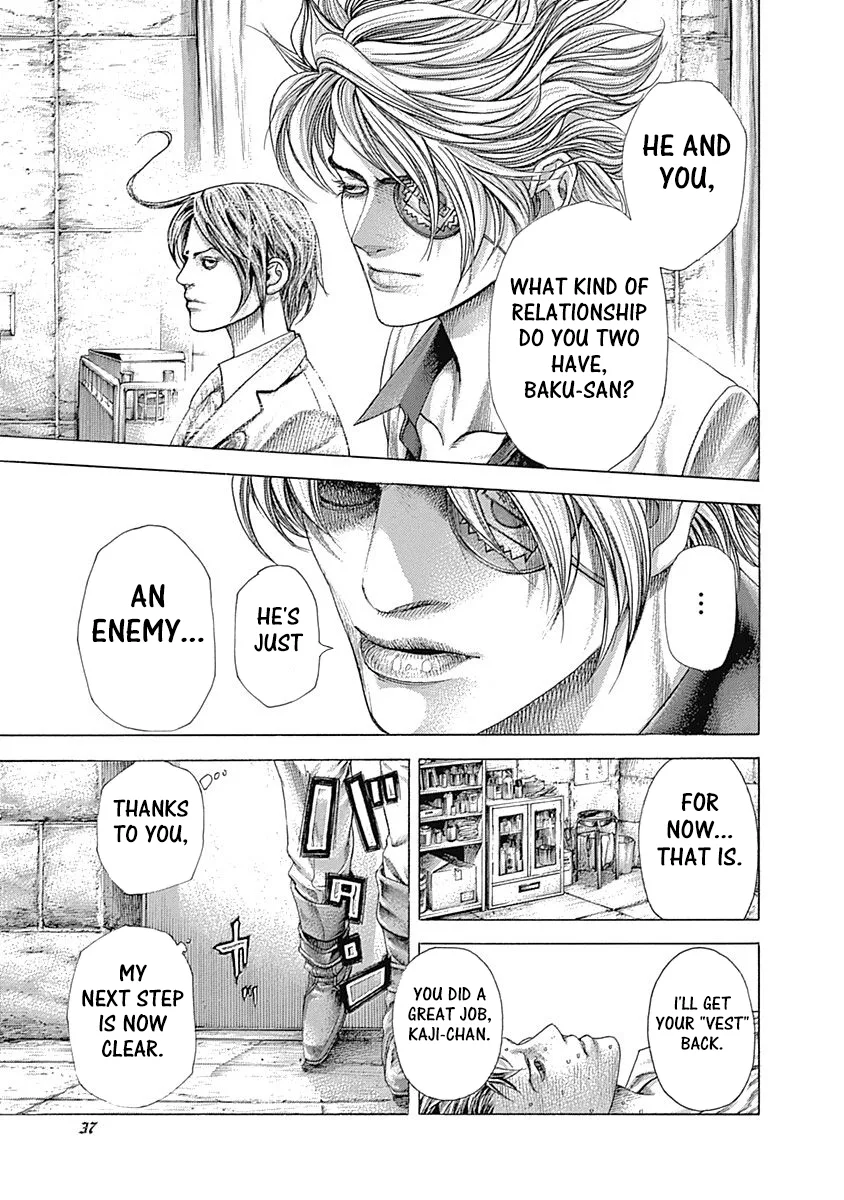 HE AND
YOU,
WHAT KIND OF
RELATIONSHIP
DO YOU TWO
HAVE,
BAKU-SAN?
...
HE'S
JUST
AN
ENEMY...
FOR
NOW...
THAT IS.
I'LL GET
YOUR "VEST"
BACK.
YOU DID A
GREAT JOB,
KAJI-CHAN.
THANKS
TO YOU,
MY
NEXT STEP
IS NOW
CLEAR.
37